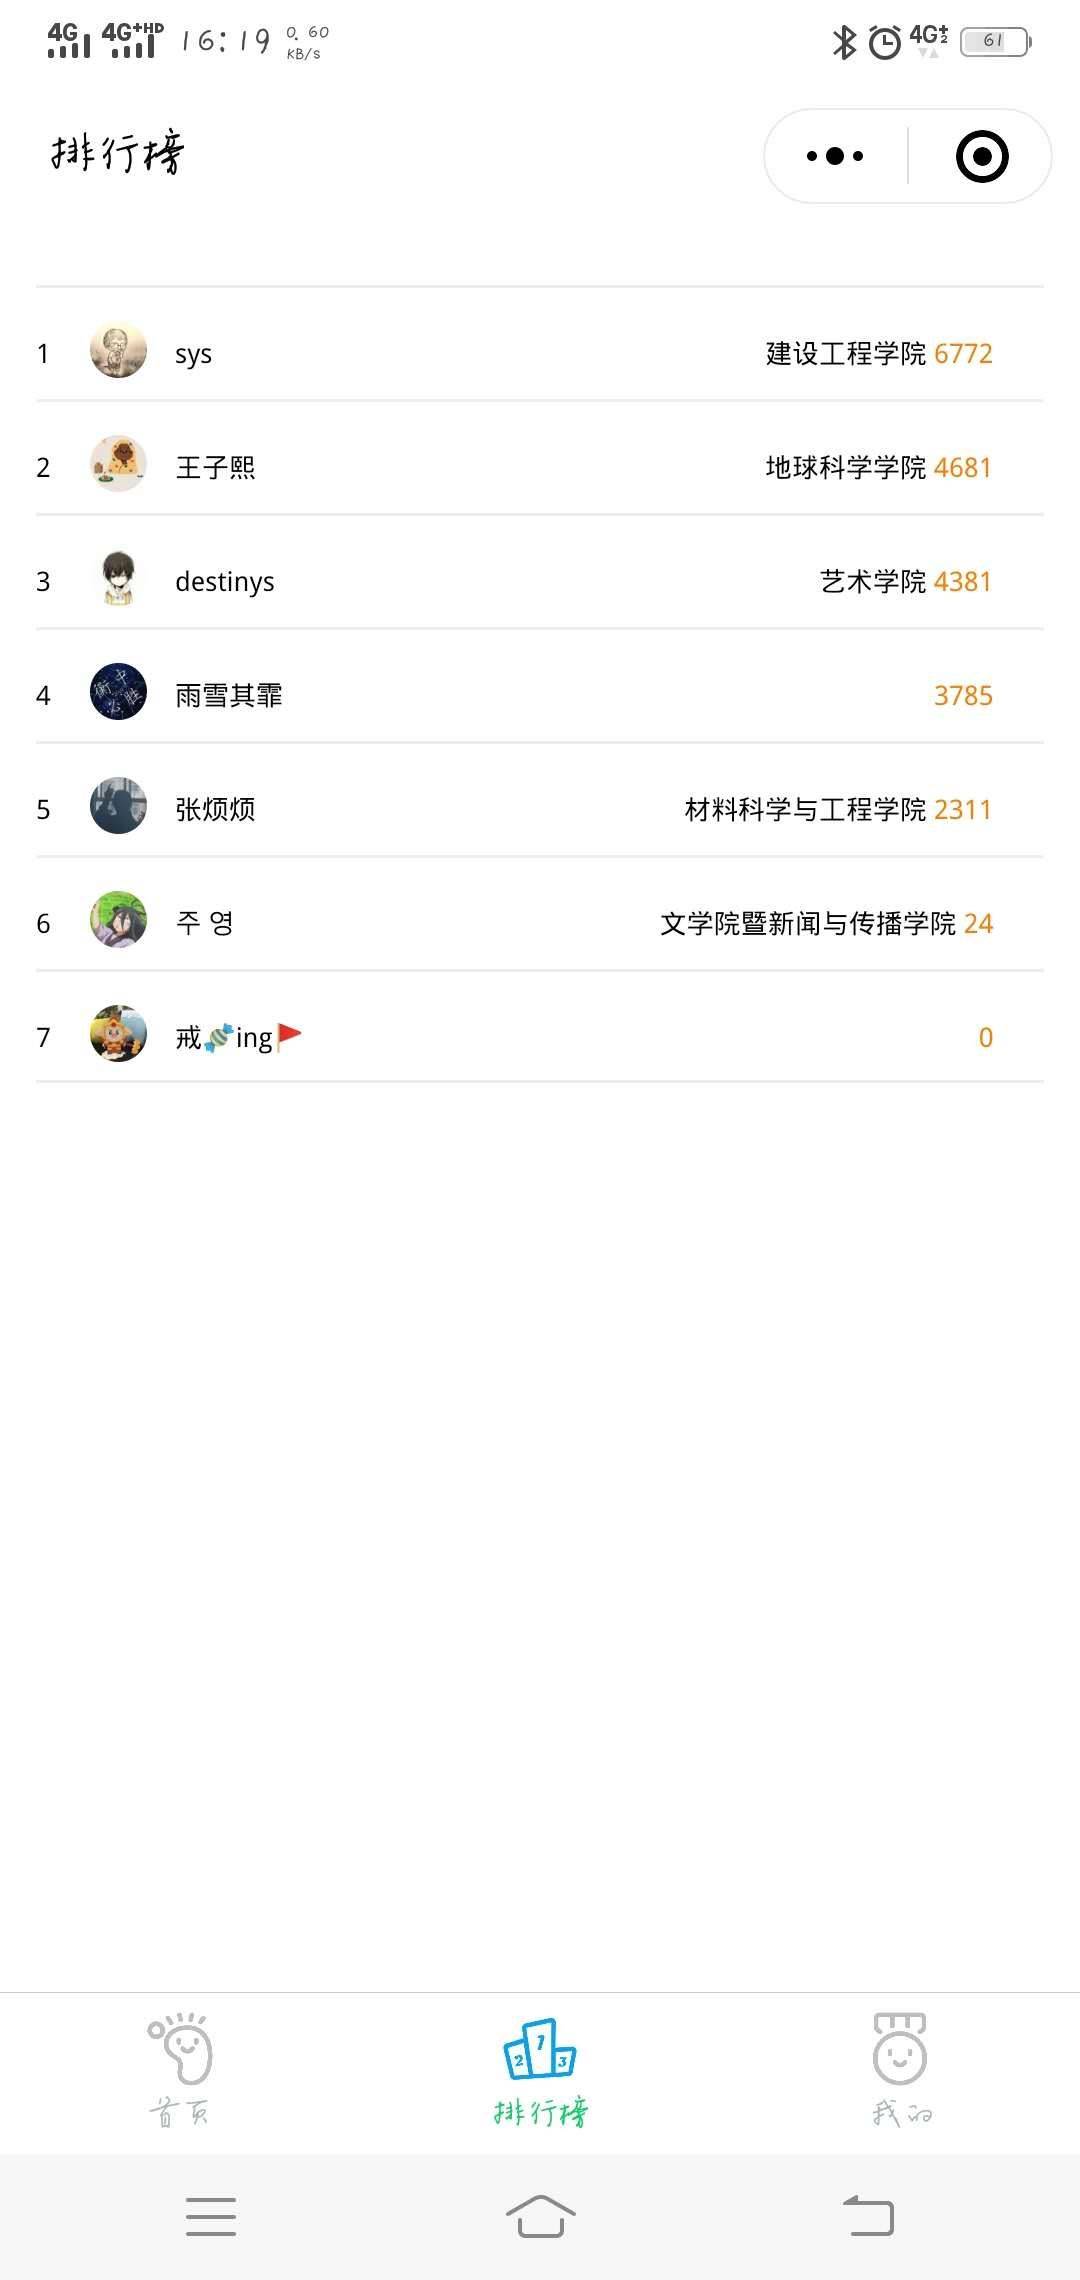 4G 4G+HD 16:19 0.60 KB/s 4G+2 61
排行榜
1 sys 建设工程学院 6772
2 王子熙 地球科学学院 4681
3 destinys 艺术学院 4381
4 雨雪其霏 3785
5 张烦烦 材料科学与工程学院 2311
6 주 영 文学院暨新闻与传播学院 24
7 戒🍬ing🚩 0
首页 排行榜 我的